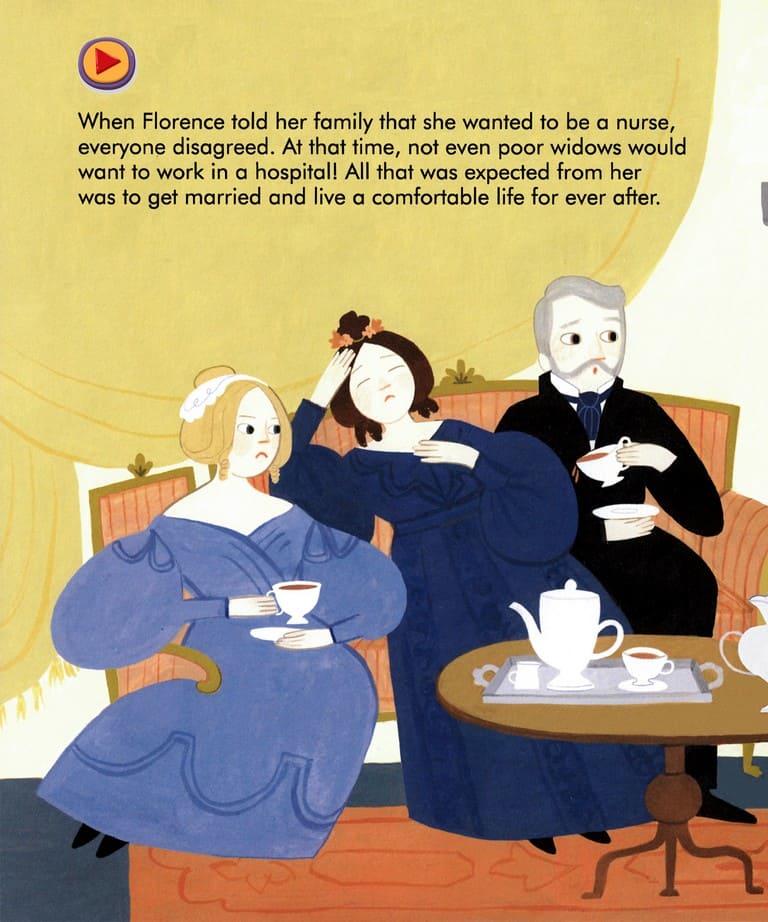 When Florence told her family that she wanted to be a nurse,
everyone disagreed. At that time, not even poor widows would
want to work in a hospital! All that was expected from her
was to get married and live a comfortable life for ever after.